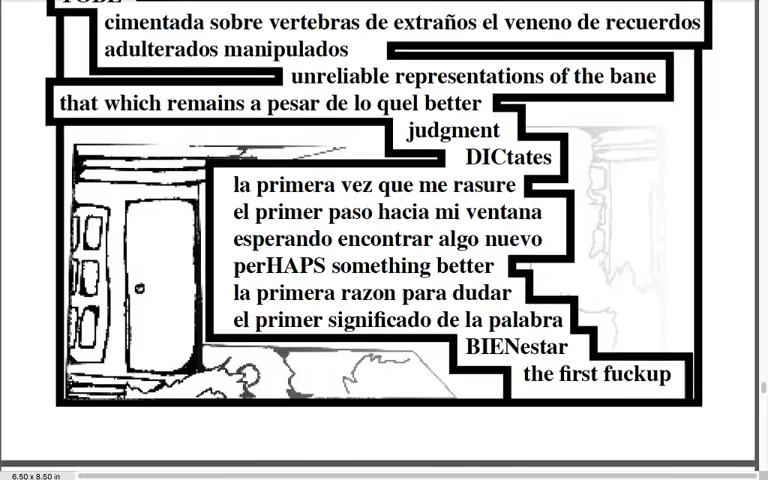 cimentada sobre vertebras de extraños el veneno de recuerdos
adulterados manipulados
unreliable representations of the bane
that which remains a pesar de lo quel better
judgment
DICtates
la primera vez que me rasure
el primer paso hacia mi ventana
esperando encontrar algo nuevo
perHAPS something better
la primera razon para dudar
el primer significado de la palabra
BIENestar
the first fuckup
6.50 x 8.50 in